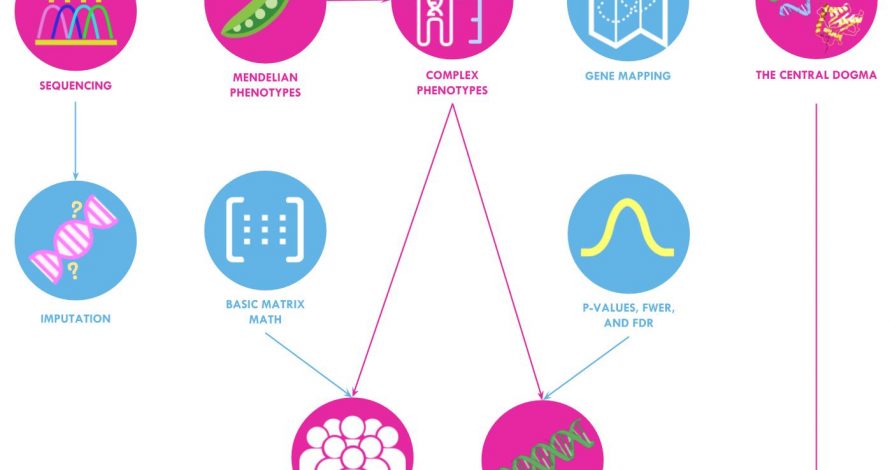 SEQUENCING
MENDELIAN
PHENOTYPES
COMPLEX
PHENOTYPES
GENE MAPPING
THE CENTRAL DOGMA
?
?
IMPUTATION
BASIC MATRIX
MATH
P-VALUES, FWER,
AND FDR